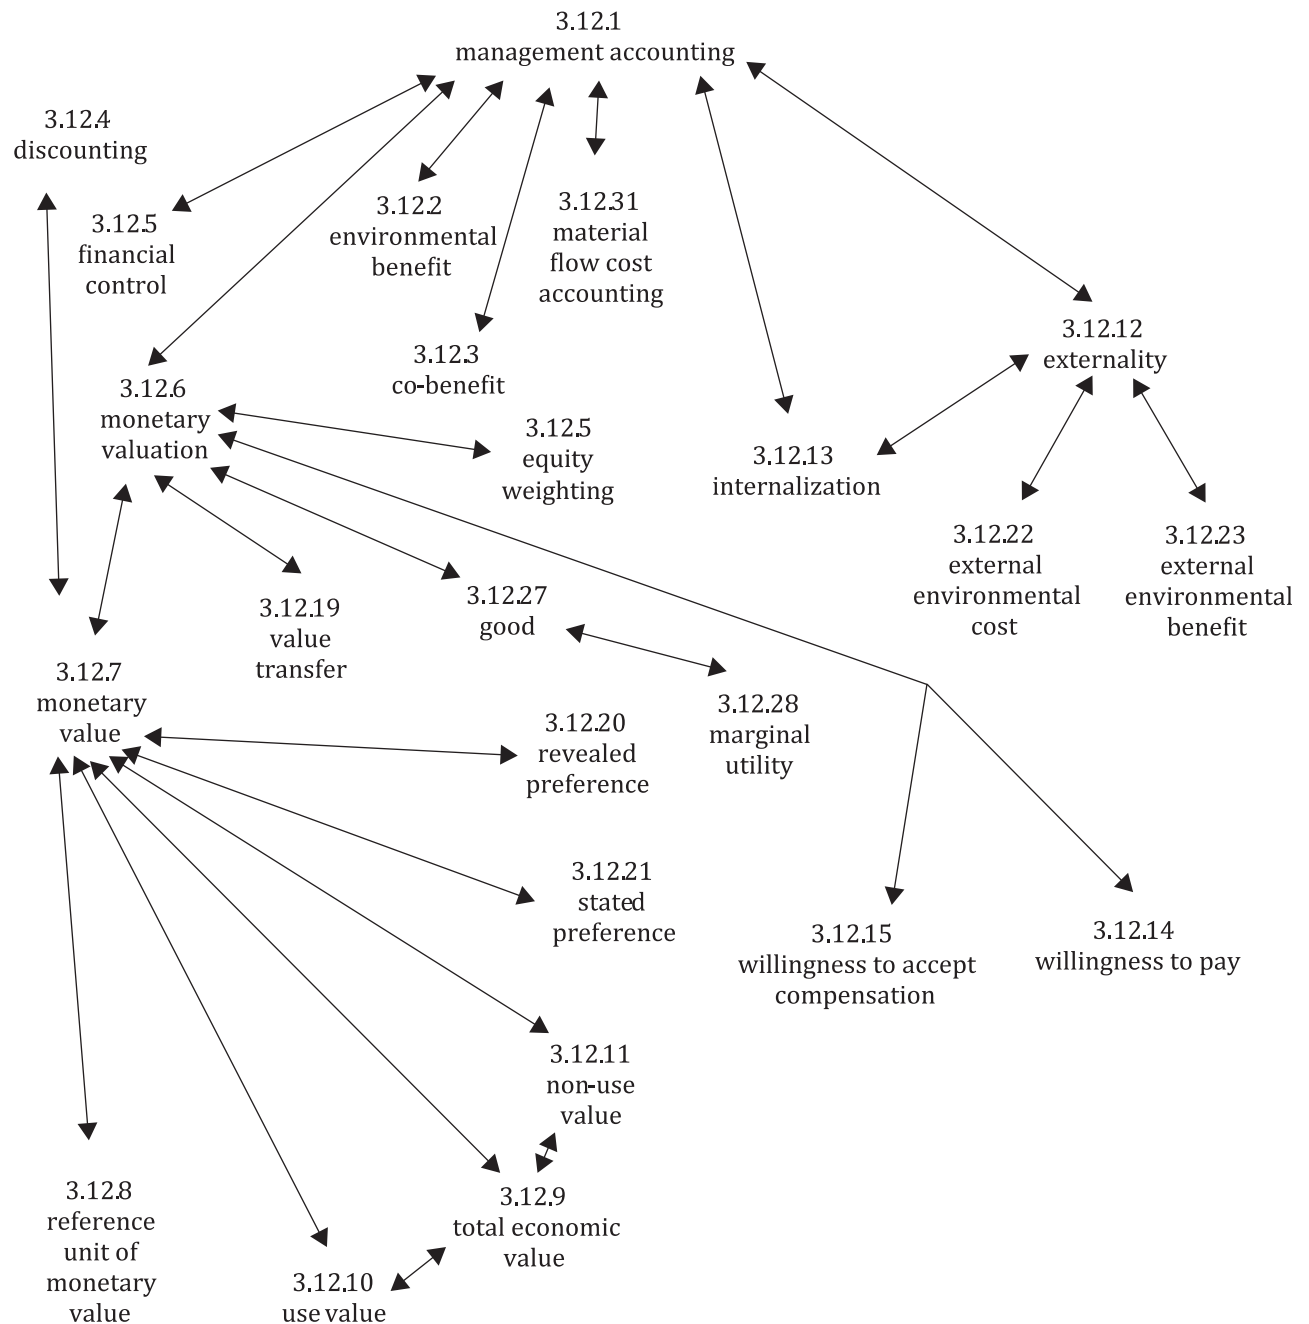 3.12.1
management accounting
3.12.4
discounting
3.12.5
financial
control
3.12.2
environmental
benefit
3.12.31
material
flow cost
accounting
3.12.12
externality
3.12.3
co-benefit
3.12.6
monetary
valuation
3.12.5
equity
weighting
3.12.13
internalization
3.12.22
external
environmental
cost
3.12.23
external
environmental
benefit
3.12.19
value
transfer
3.12.27
good
3.12.7
monetary
value
3.12.28
marginal
utility
3.12.20
revealed
preference
3.12.21
stated
preference
3.12.15
willingness to accept
compensation
3.12.14
willingness to pay
3.12.11
non-use
value
3.12.8
reference
unit of
monetary
value
3.12.9
total economic
value
3.12.10
use value